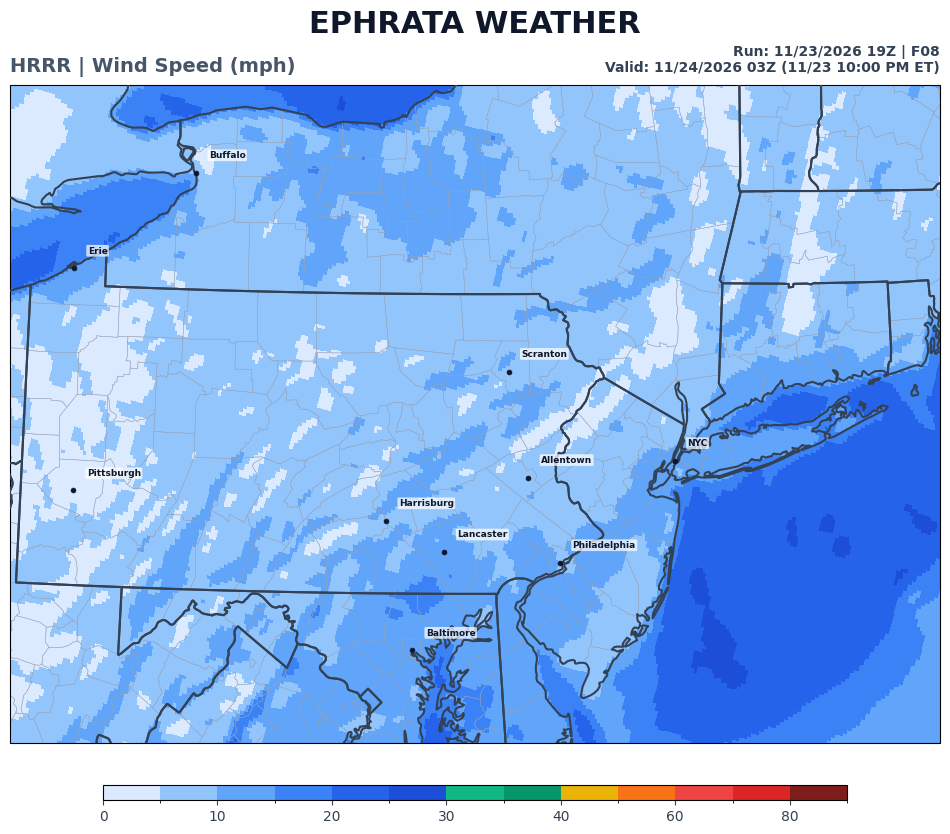 EPHRATA WEATHER
HRRR | Wind Speed (mph)
Run: 11/23/2026 19Z | F08
Valid: 11/24/2026 03Z (11/23 10:00 PM ET)
Buffalo
Erie
Scranton
NYC
Allentown
Pittsburgh
Harrisburg
Lancaster
Philadelphia
Baltimore
0 10 20 30 40 50 60 70 80